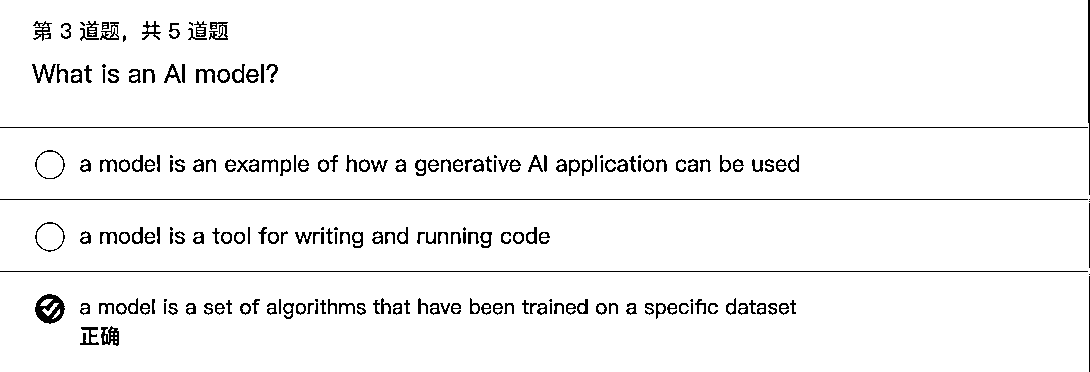 第 3 道题，共 5 道题
What is an AI model?
a model is an example of how a generative AI application can be used
a model is a tool for writing and running code
a model is a set of algorithms that have been trained on a specific dataset
正确